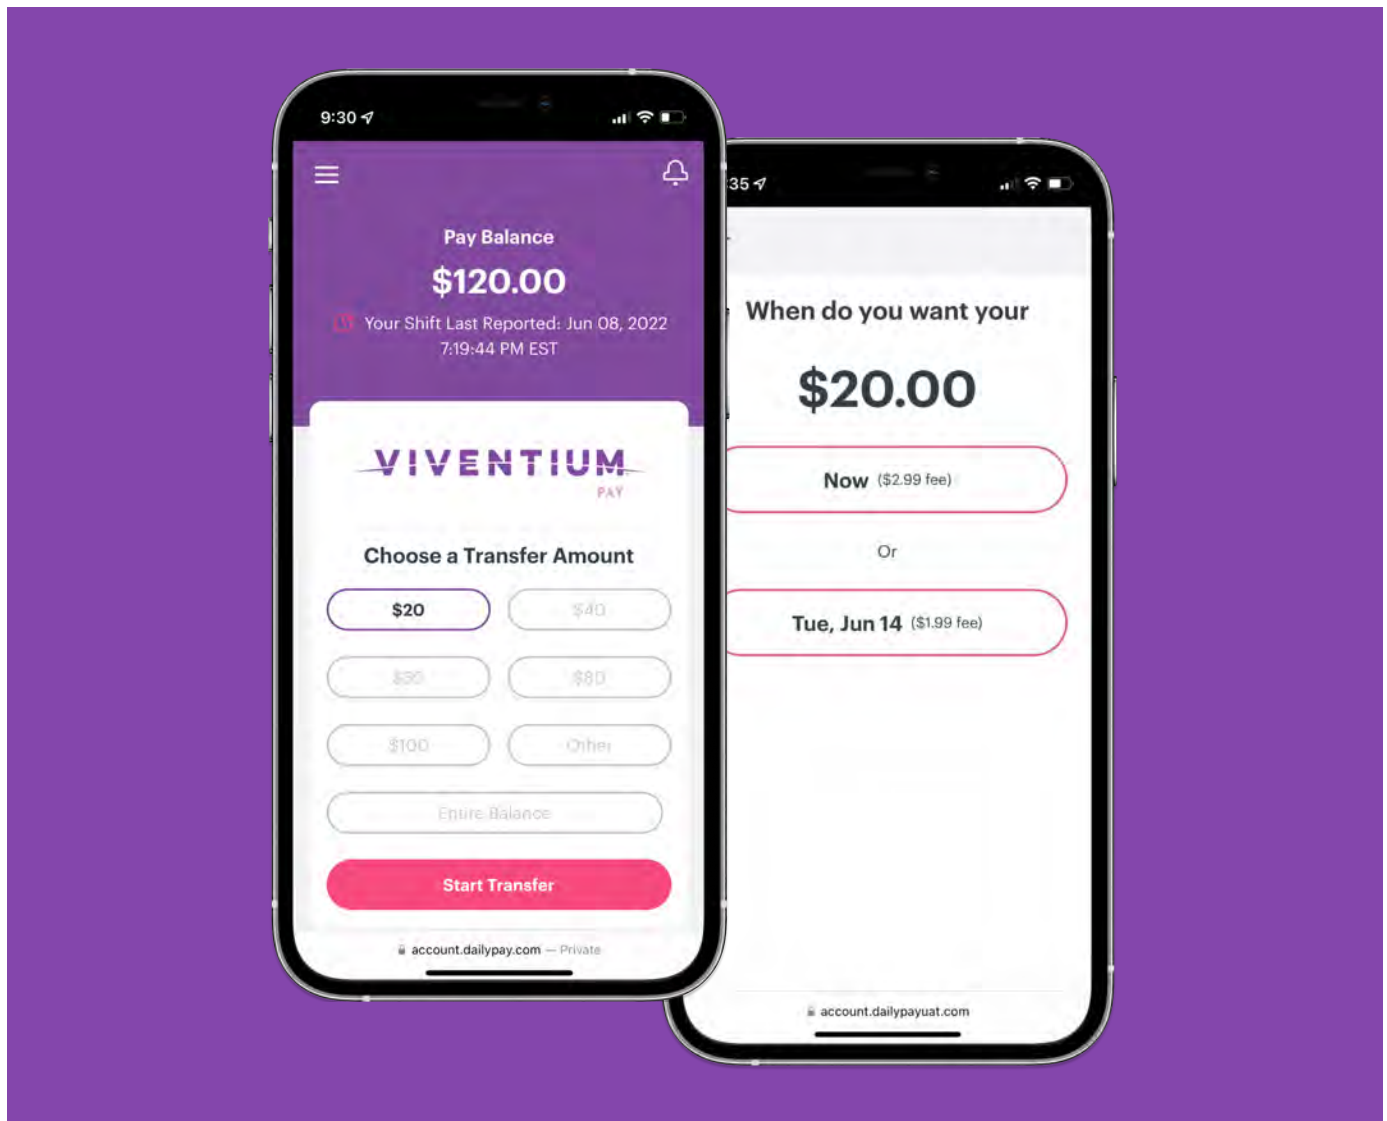 9:30
Pay Balance
$120.00
Your Shift Last Reported: Jun 08, 2022
7:19:44 PM EST
VIVENTIUM
PAY
Choose a Transfer Amount
$20
$40
$80
$100
Other
Entire Balance
Start Transfer
account.dailypay.com — Private
35
When do you want your
$20.00
Now ($2.99 fee)
Or
Tue, Jun 14 ($1.99 fee)
account.dailypayuat.com